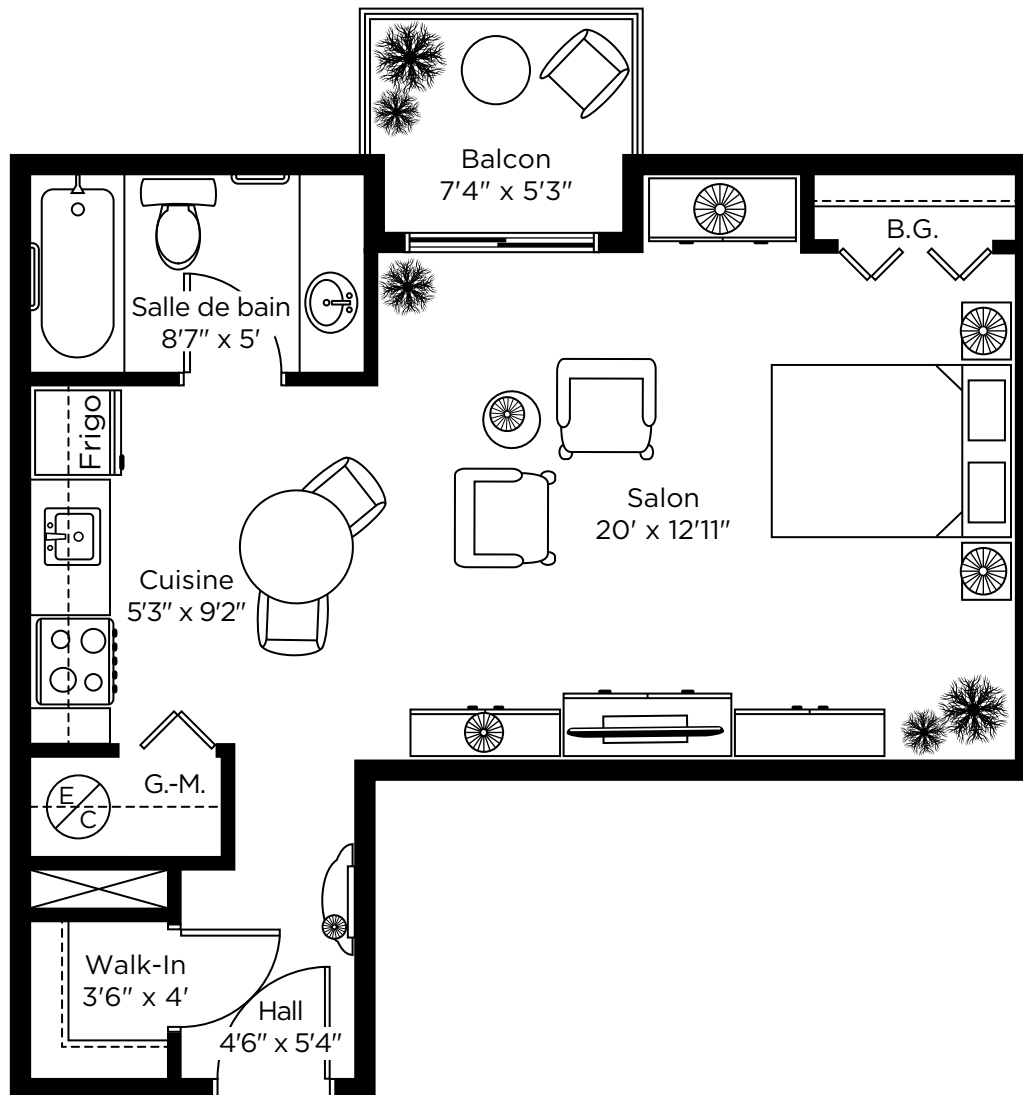 Balcon
7'4" x 5'3"
B.G.
Salle de bain
8'7" x 5'
Frigo
Salon
20' x 12'11"
Cuisine
5'3" x 9'2"
G.-M.
E
C
Walk-In
3'6" x 4'
Hall
4'6" x 5'4"